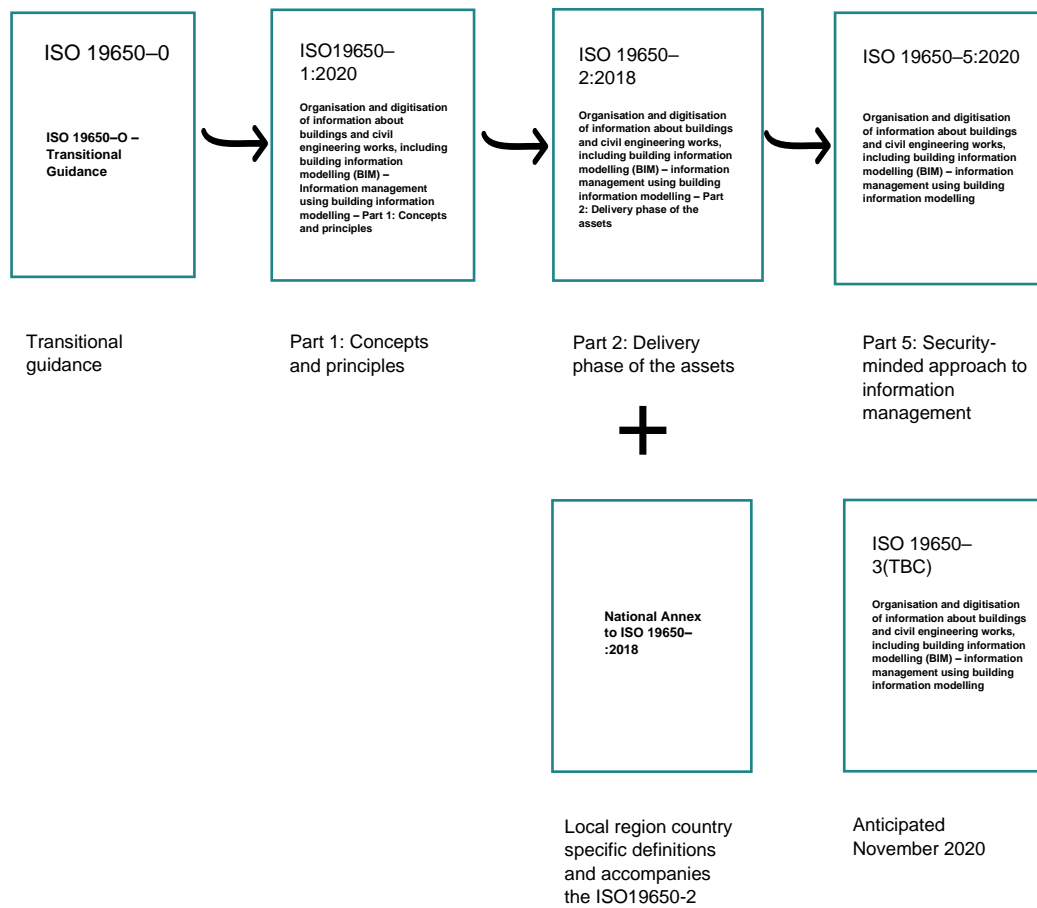 ISO 19650–0
ISO 19650–O –
Transitional
Guidance
ISO19650–
1:2020
Organisation and digitisation
of information about
buildings and civil
engineering works, including
building information
modelling (BIM) –
Information management
using building information
modelling – Part 1: Concepts
and principles
ISO 19650–
2:2018
Organisation and digitisation
of information about buildings
and civil engineering works,
including building information
modelling (BIM) – information
management using building
information modelling – Part
2: Delivery phase of the
assets
ISO 19650–5:2020
Organisation and digitisation
of information about buildings
and civil engineering works,
including building information
modelling (BIM) – information
management using building
information modelling
Transitional
guidance
Part 1: Concepts
and principles
Part 2: Delivery
phase of the assets
Part 5: Security-
minded approach to
information
management
+
National Annex
to ISO 19650–
:2018
ISO 19650–
3(TBC)
Organisation and digitisation
of information about buildings
and civil engineering works,
including building information
modelling (BIM) – information
management using building
information modelling
Local region country
specific definitions
and accompanies
the ISO19650-2
Anticipated
November 2020